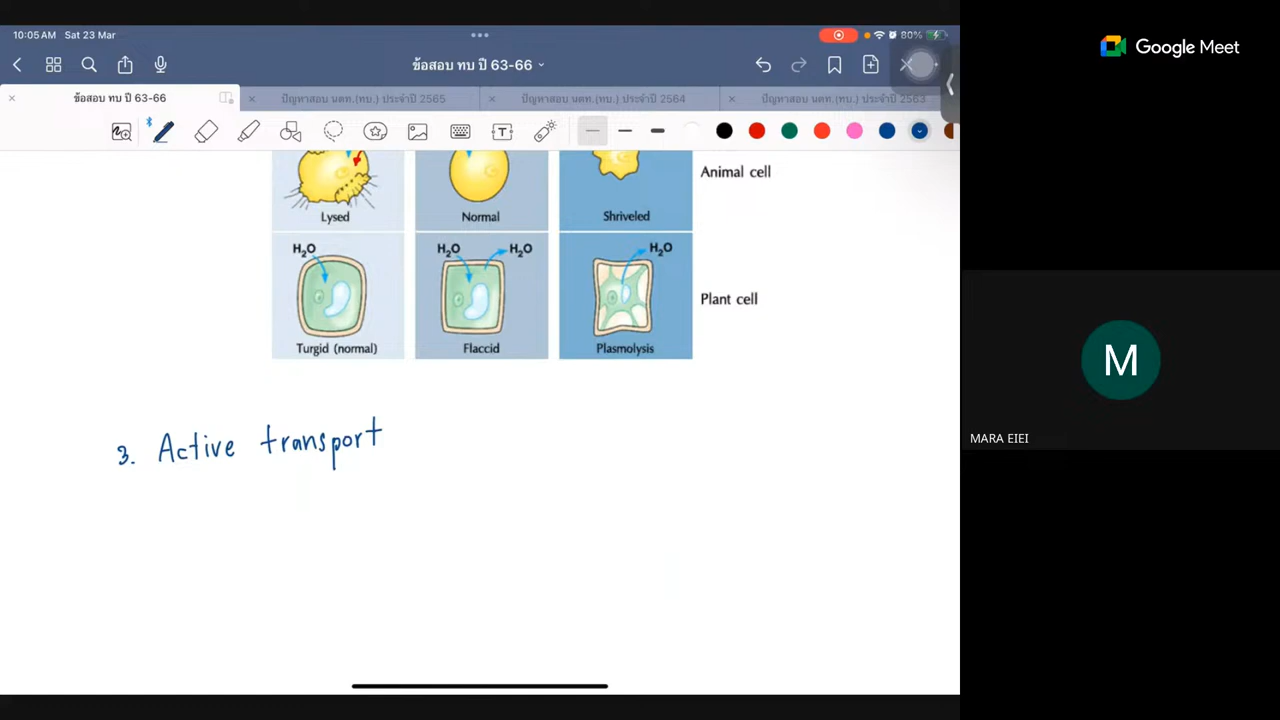 10:05 AM Sat 23 Mar
80%
Google Meet
ข้อสอบ ทบ ปี 63-66
ข้อสอบ ทบ ปี 63-66
ปัญหาสอบ นตท.(ทบ.) ประจำปี 2565
ปัญหาสอบ นตท.(ทบ.) ประจำปี 2564
ปัญหาสอบ นตท.(ทบ.) ประจำปี 2563
T
Animal cell
Lysed
Normal
Shriveled
H₂O
H₂O
H₂O
H₂O
Plant cell
Turgid (normal)
Flaccid
Plasmolysis
M
MARA EIEI
3. Active transport